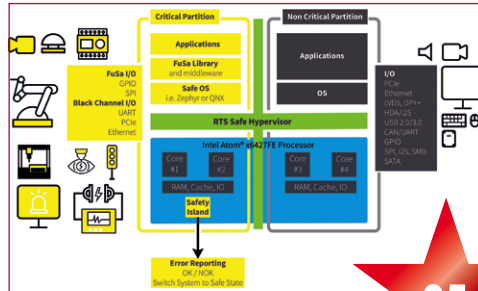 Critical Partition
Non Critical Partition
Applications
FuSa Library
and middleware
Safe OS
i.e. Zephyr or QNX
Applications
OS
FuSa I/O
GPIO
SPI
Black Channel I/O
UART
PCIe
Ethernet
I/O
PCIe
Ethernet
LVDS, DP++
HDA/I2S
USB 2.0/3.0
CAN/UART
GPIO
SPI, I2S, SMB
SATA
RTS Safe Hypervisor
Intel Atom® x6427FE Processor
Core
#1
Core
#2
Core
#3
Core
#4
RAM, Cache, IO
RAM, Cache, IO
Safety
Island
Error Reporting
OK / NOK
Switch System to Safe State